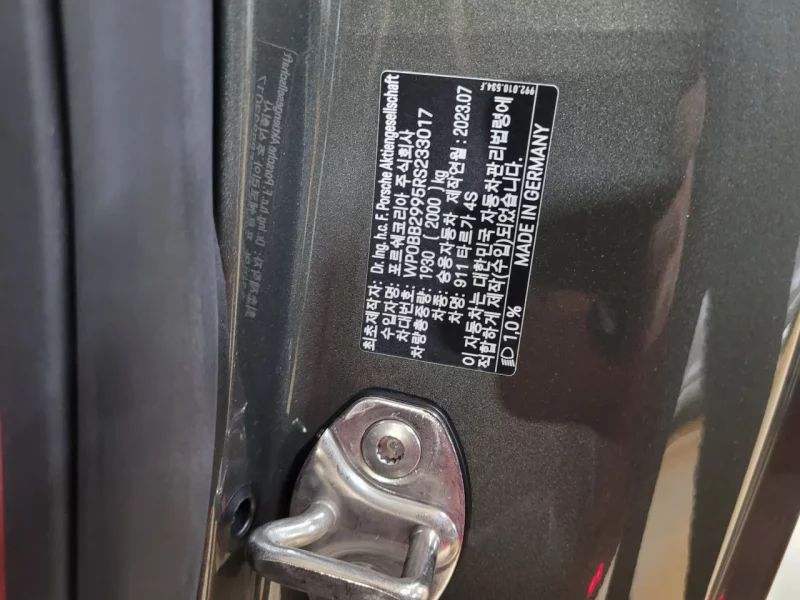 최초제작자: Dr. Ing. h.c. F. Porsche Aktiengesellschaft
수입자명: 포르쉐코리아 주식회사
차대번호: WP0BB2995RS233017
차량총중량: 1930 ( 2000 ) kg
차종: 승용자동차 제작연월 : 2023.07
차명: 911 타르가 4S
이 자동차는 대한민국 자동차관리법령에
적합하게 제작(수입)되었습니다.
1,0% MADE IN GERMANY
992.010.534.F